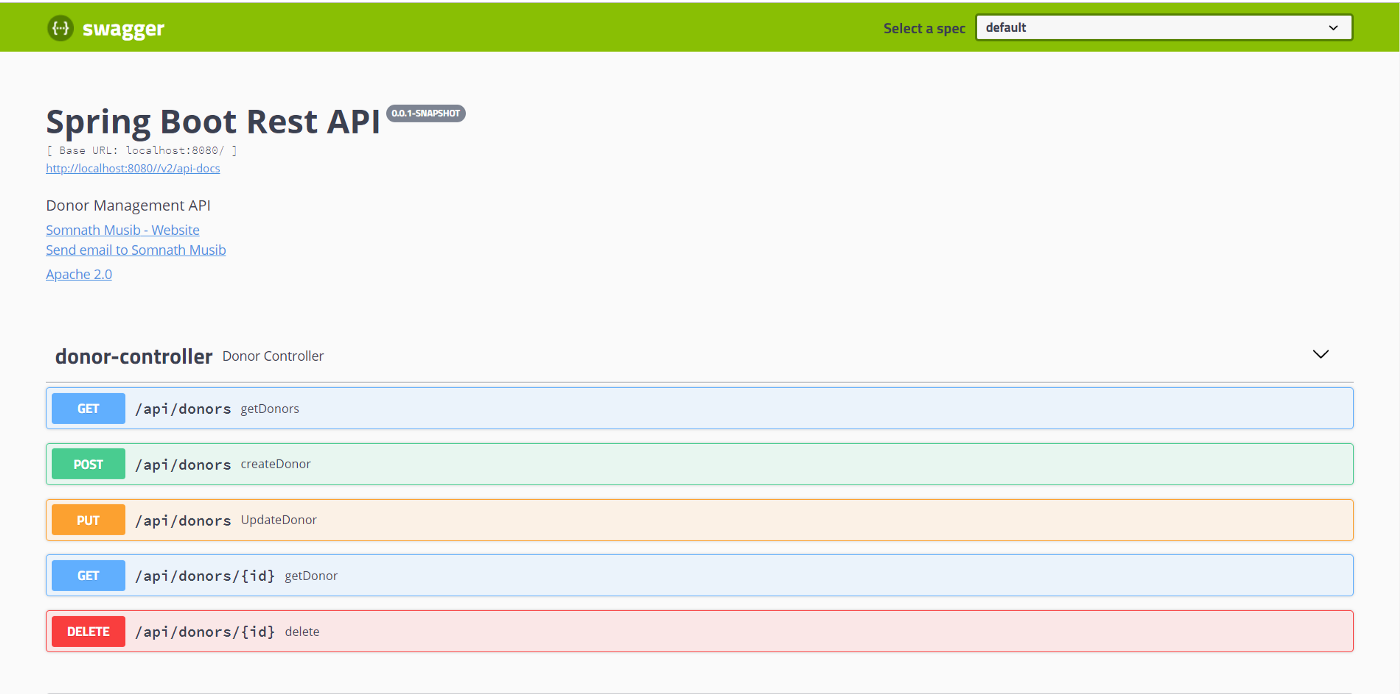 {···} swagger Select a spec default
Spring Boot Rest API 0.0.1-SNAPSHOT
[ Base URL: localhost:8080/ ]
http://localhost:8080//v2/api-docs
Donor Management API
Somnath Musib - Website
Send email to Somnath Musib
Apache 2.0
donor-controller Donor Controller
GET /api/donors getDonors
POST /api/donors createDonor
PUT /api/donors UpdateDonor
GET /api/donors/{id} getDonor
DELETE /api/donors/{id} delete